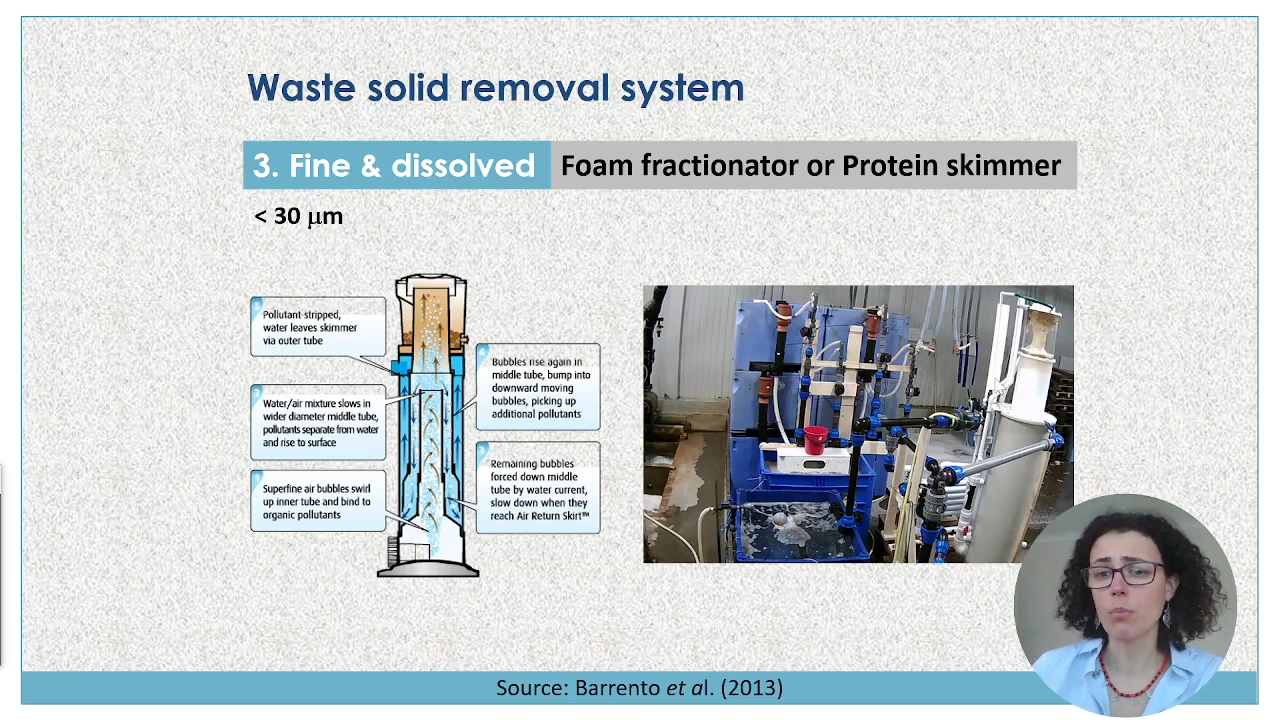 Waste solid removal system
3. Fine & dissolved
Foam fractionator or Protein skimmer
< 30 μm
Pollutant-stripped,
water leaves skimmer
via outer tube
Water/air mixture slows in
wider diameter middle tube,
pollutants separate from water
and rise to surface
Superfine air bubbles swirl
up inner tube and bind to
organic pollutants
Bubbles rise again in
middle tube, bump into
downward moving
bubbles, picking up
additional pollutants
Remaining bubbles
forced down middle
tube by water current,
slow down when they
reach Air Return Skirt™
Source: Barrento et al. (2013)